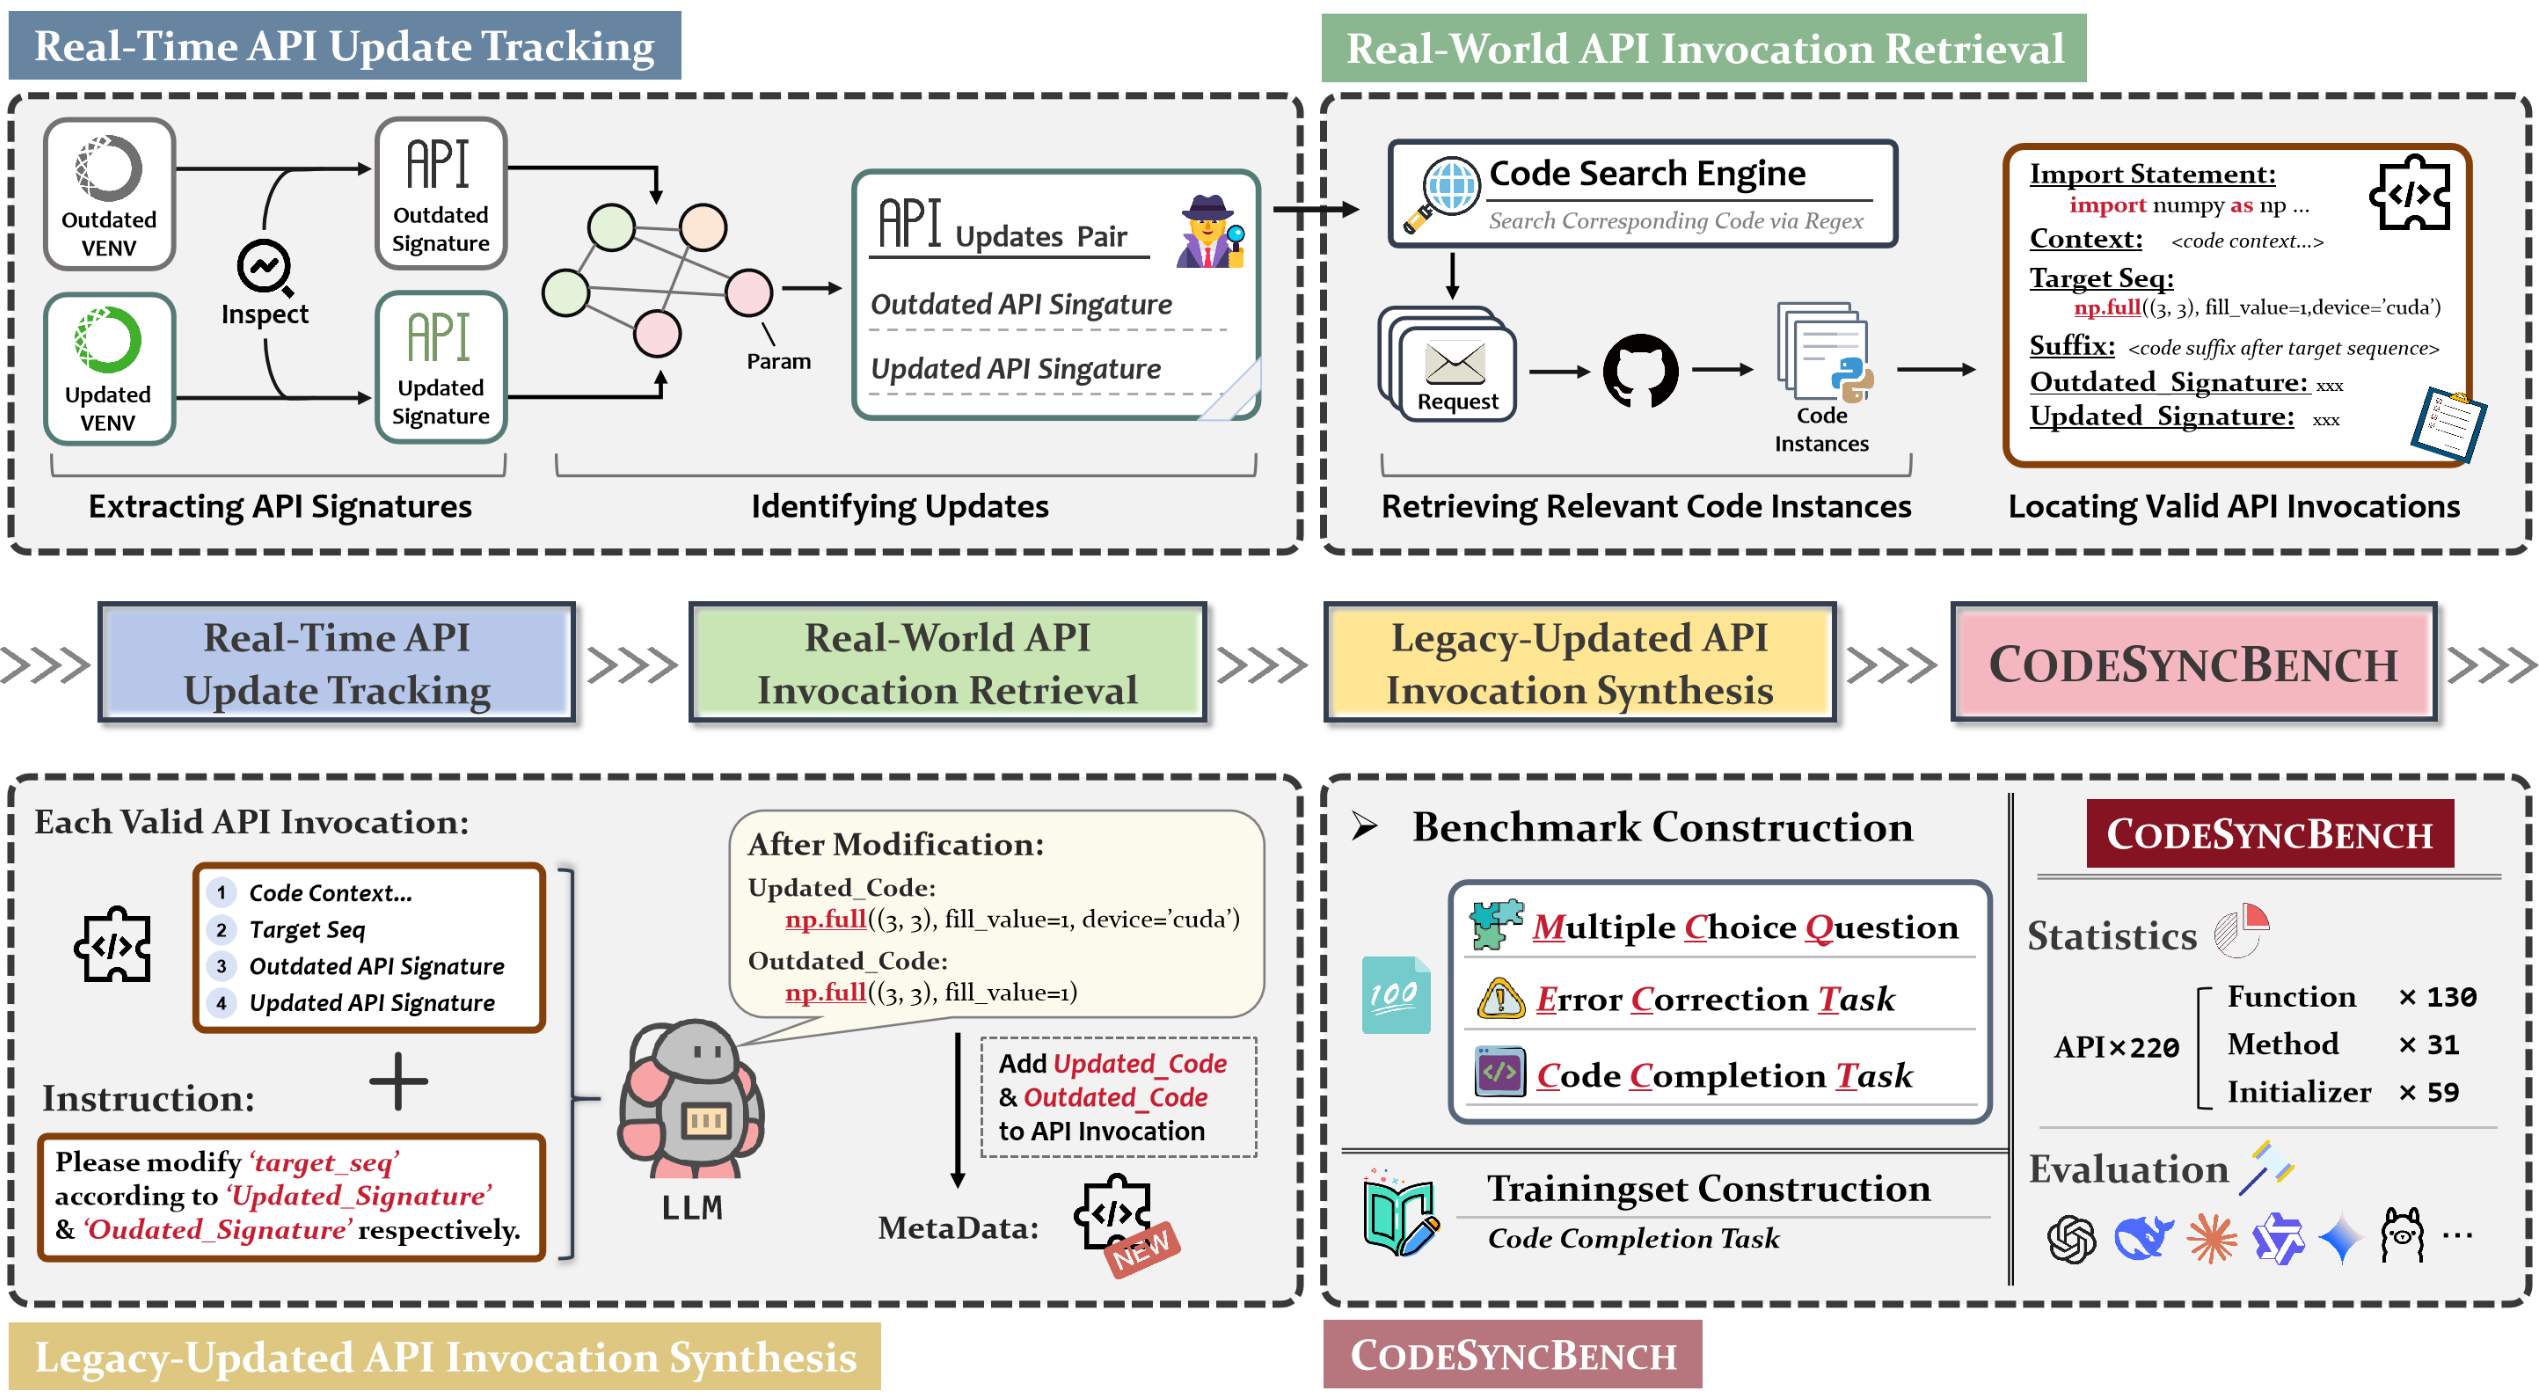 Real-Time API Update Tracking
Outdated
VENV
Updated
VENV
Inspect
API
Outdated
Signature
API
Updated
Signature
Param
API Updates Pair
Outdated API Singature
Updated API Singature
Extracting API Signatures
Identifying Updates
Real-World API Invocation Retrieval
Code Search Engine
Search Corresponding Code via Regex
Request
Code
Instances
Import Statement:
import numpy as np ...
Context: <code context...>
Target Seq:
np.full((3, 3), fill_value=1,device='cuda')
Suffix: <code suffix after target sequence>
Outdated_Signature: xxx
Updated_Signature: xxx
Retrieving Relevant Code Instances
Locating Valid API Invocations
Real-Time API
Update Tracking
Real-World API
Invocation Retrieval
Legacy-Updated API
Invocation Synthesis
CODESYNCBENCH
Each Valid API Invocation:
1 Code Context...
2 Target Seq
3 Outdated API Signature
4 Updated API Signature
Instruction:
Please modify 'target_seq'
according to 'Updated_Signature'
& 'Oudated_Signature' respectively.
LLM
After Modification:
Updated_Code:
np.full((3, 3), fill_value=1, device='cuda')
Outdated_Code:
np.full((3, 3), fill_value=1)
Add Updated_Code
& Outdated_Code
to API Invocation
MetaData:
NEW
Legacy-Updated API Invocation Synthesis
Benchmark Construction
100
Multiple Choice Question
Error Correction Task
Code Completion Task
Trainingset Construction
Code Completion Task
CODESYNCBENCH
Statistics
API×220
Function × 130
Method × 31
Initializer × 59
Evaluation
...
CODESYNCBENCH